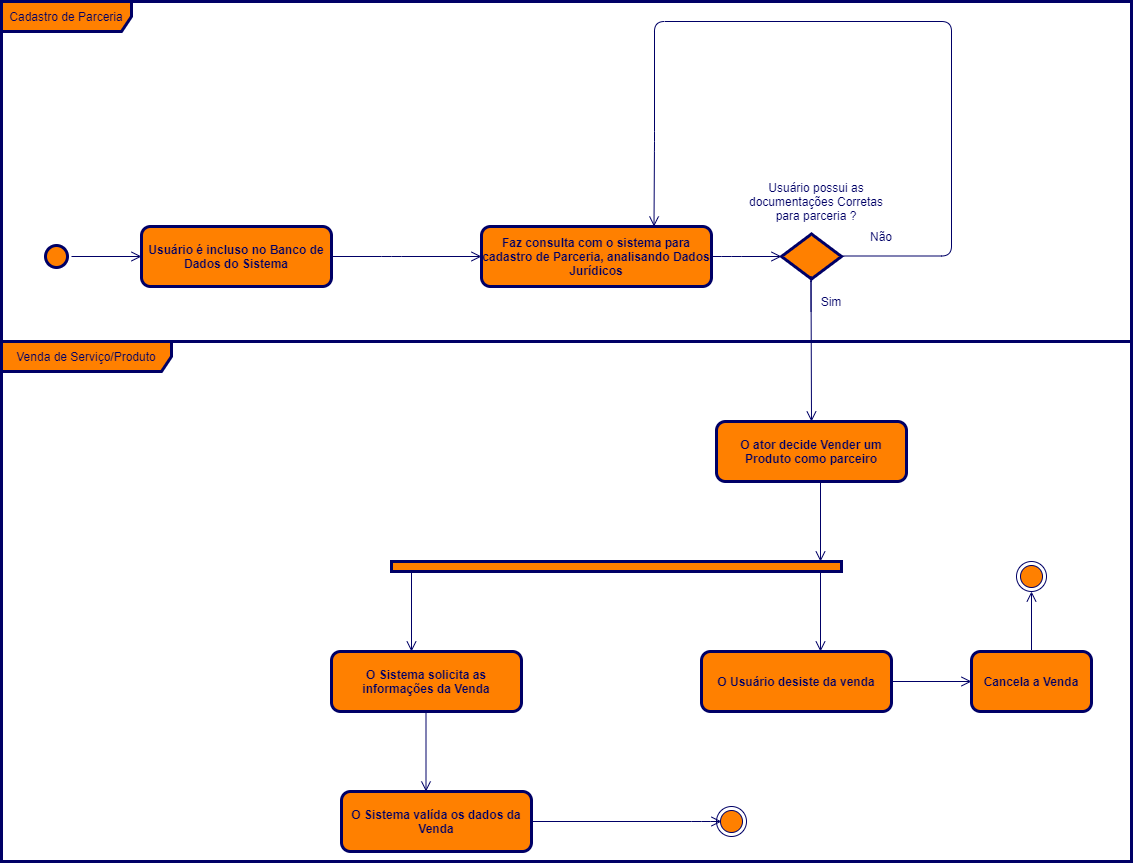 Cadastro de Parceria
Usuário possui as
documentações Corretas
para parceria ?
Não
Usuário é incluso no Banco de
Dados do Sistema
Faz consulta com o sistema para
cadastro de Parceria, analisando Dados
Jurídicos
Sim
Venda de Serviço/Produto
O ator decide Vender um
Produto como parceiro
O Sistema solicita as
informações da Venda
O Usuário desiste da venda
Cancela a Venda
O Sistema valída os dados da
Venda